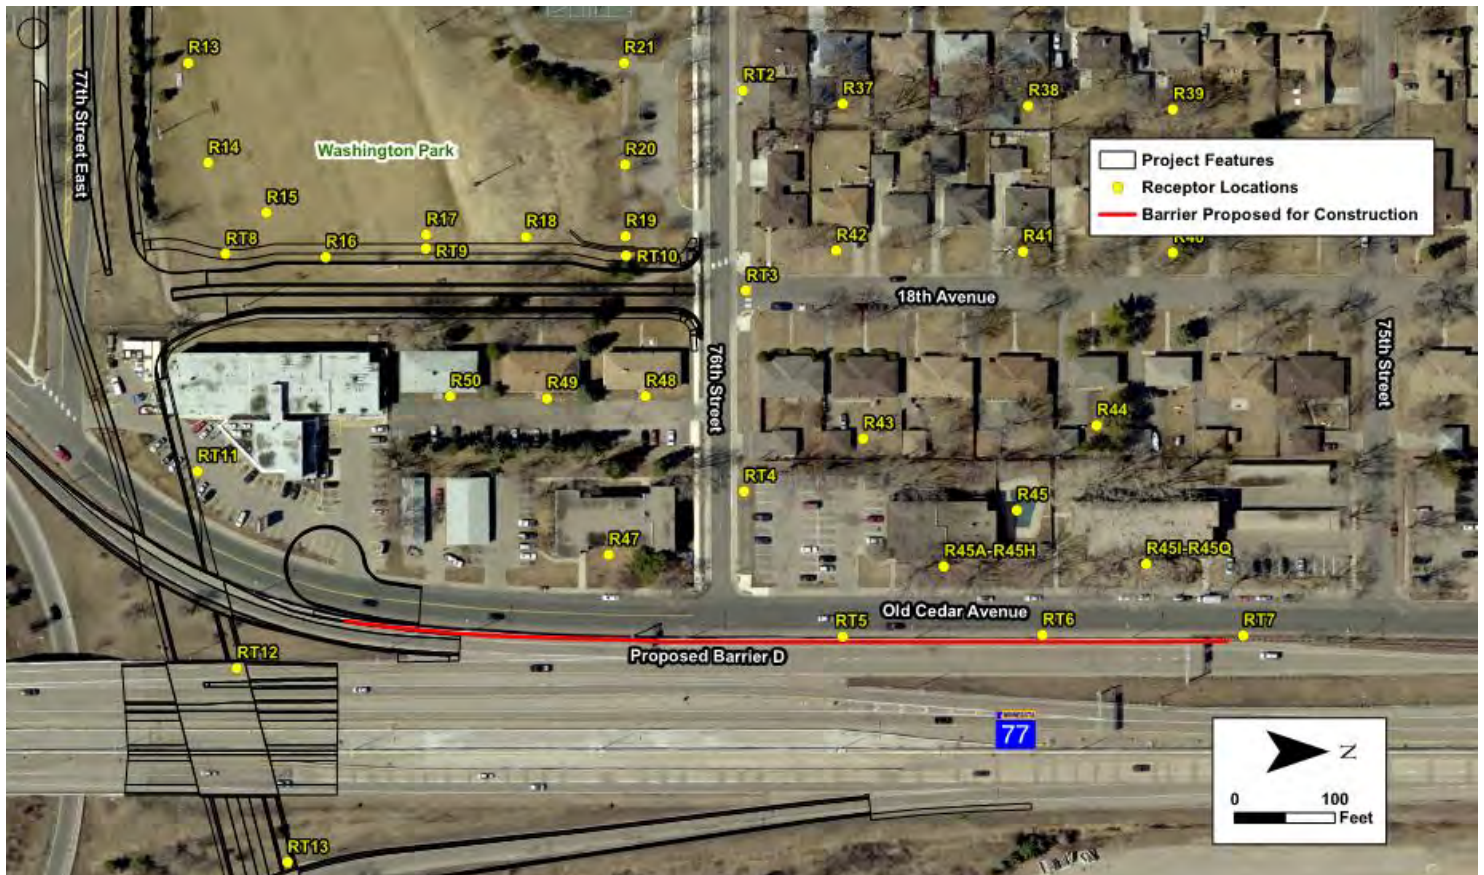 R13
R21
RT2
R37
R38
R39
77th Street East
R14
Washington Park
R20
Project Features
Receptor Locations
Barrier Proposed for Construction
R15
R17
R18
R19
RT8
R16
RT9
RT10
R42
R41
R40
RT3
18th Avenue
76th Street
75th Street
R50
R49
R48
R43
R44
RT11
RT4
R45
R47
R45A-R45H
R45I-R45Q
Old Cedar Avenue
RT5
RT6
RT7
Proposed Barrier D
RT12
MINNESOTA
77
N
0 100
Feet
RT13